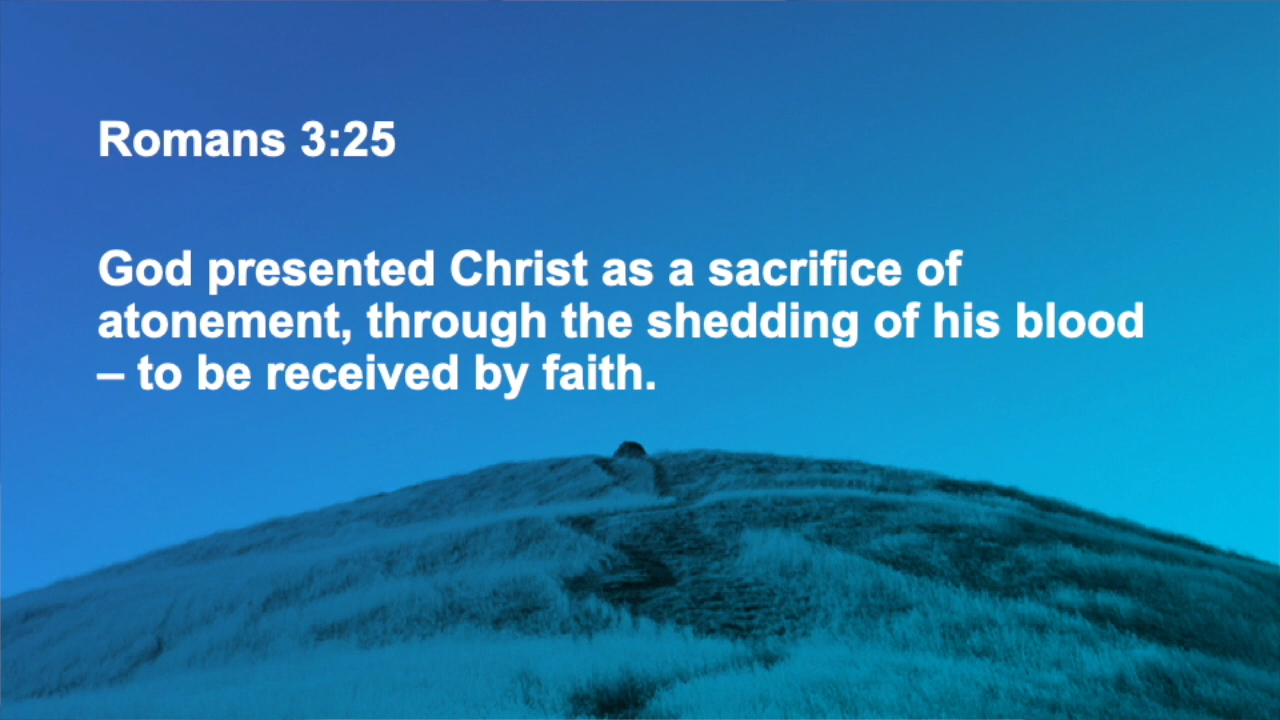 Romans 3:25
God presented Christ as a sacrifice of
atonement, through the shedding of his blood
– to be received by faith.